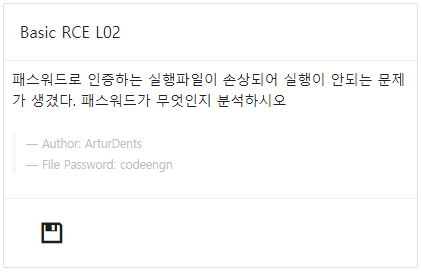 Basic RCE L02
패스워드로 인증하는 실행파일이 손상되어 실행이 안되는 문제
가 생겼다. 패스워드가 무엇인지 분석하시오
— Author: ArturDents
— File Password: codeengn